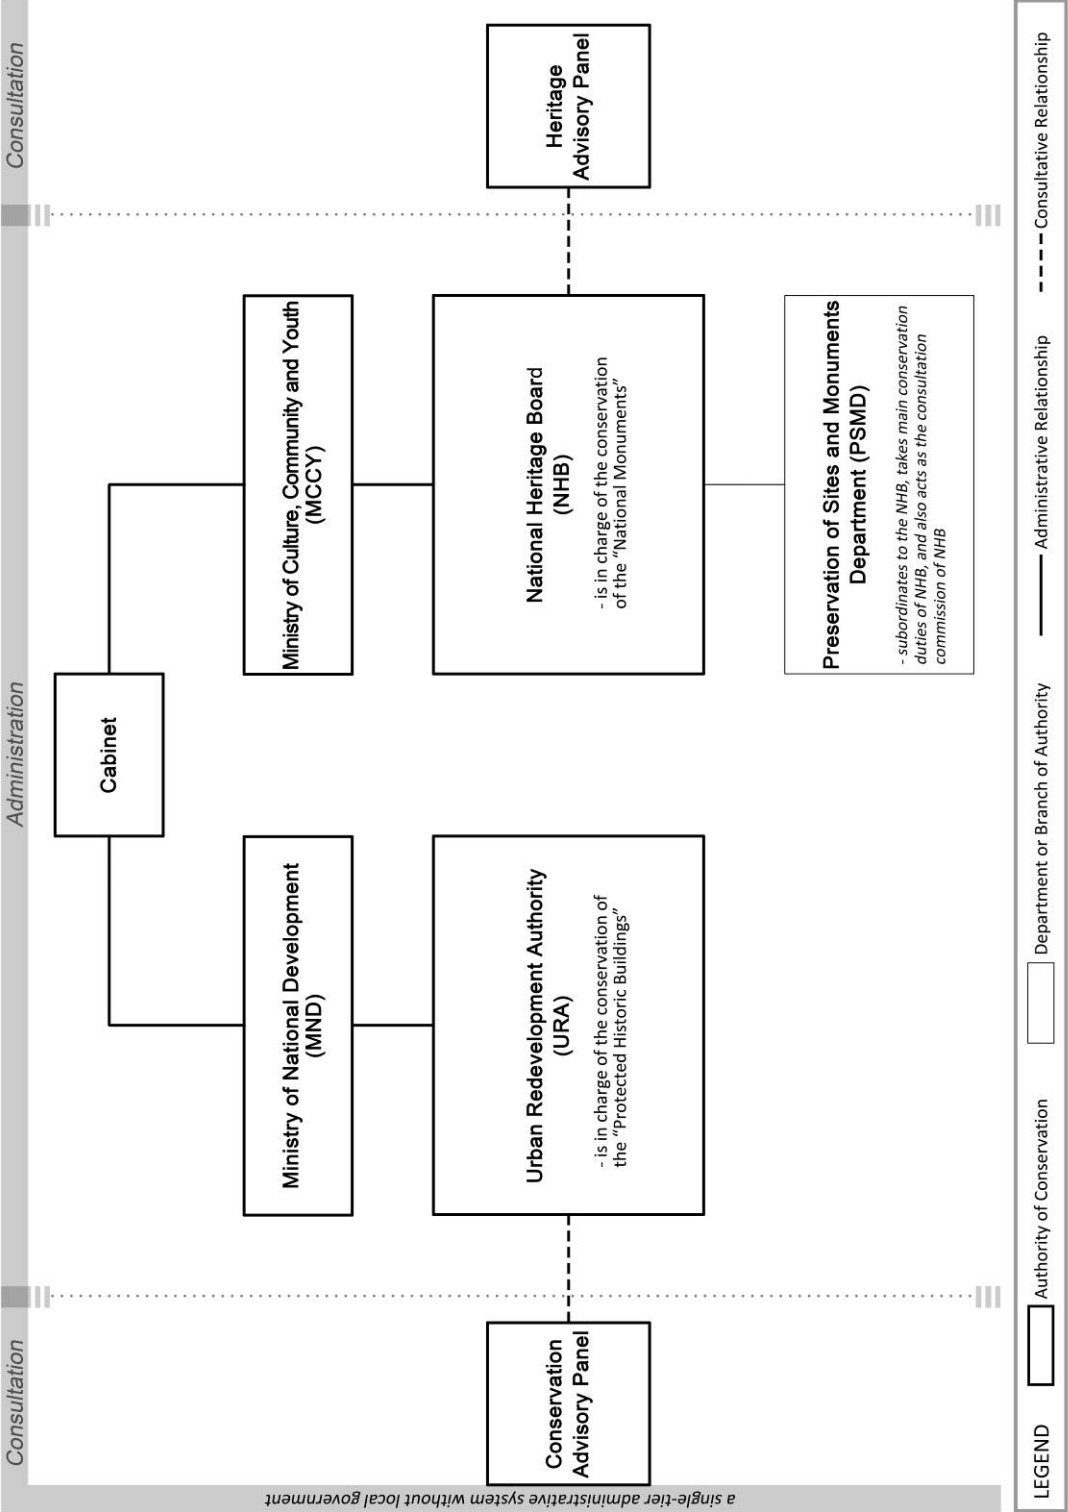 Consultation
Administration
Consultation
a single-tier administrative system without local government
Cabinet
Ministry of National Development
(MND)
Ministry of Culture, Community and Youth
(MCCY)
Conservation
Advisory Panel
Urban Redevelopment Authority
(URA)
- is in charge of the conservation of
the “Protected Historic Buildings”
National Heritage Board
(NHB)
- is in charge of the conservation
of the “National Monuments”
Heritage
Advisory Panel
Preservation of Sites and Monuments
Department (PSMD)
- subordinates to the NHB, takes main conservation
duties of NHB, and also acts as the consultation
commission of NHB
LEGEND
Authority of Conservation
Department or Branch of Authority
Administrative Relationship
Consultative Relationship